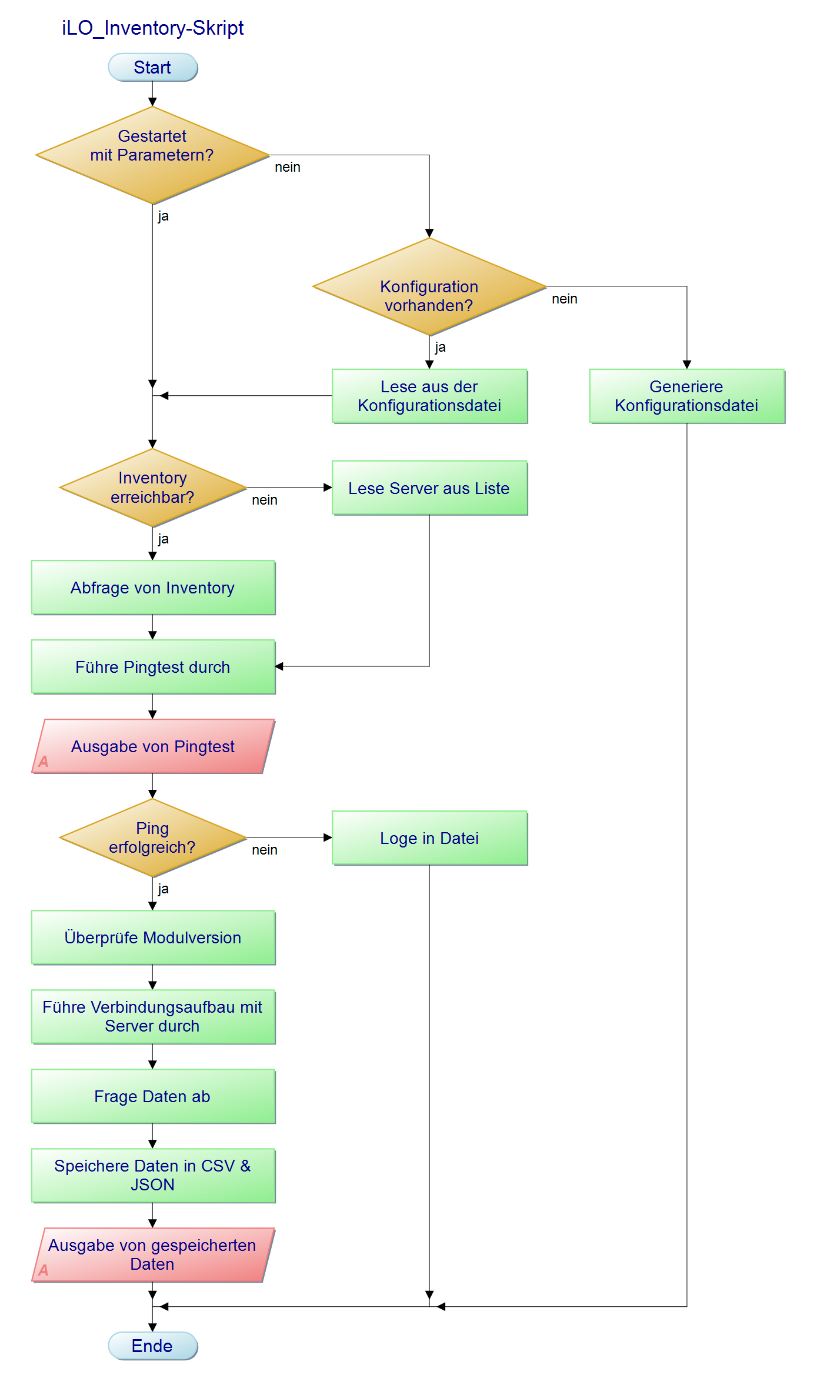 iLO_Inventory-Skript
Start
Gestartet
mit Parametern?
nein
ja
Konfiguration
vorhanden?
nein
ja
Lese aus der
Konfigurationsdatei
Generiere
Konfigurationsdatei
Inventory
erreichbar?
nein
ja
Lese Server aus Liste
Abfrage von Inventory
Führe Pingtest durch
Ausgabe von Pingtest
A
Ping
erfolgreich?
nein
ja
Loge in Datei
Überprüfe Modulversion
Führe Verbindungsaufbau mit
Server durch
Frage Daten ab
Speichere Daten in CSV &
JSON
Ausgabe von gespeicherten
Daten
A
Ende